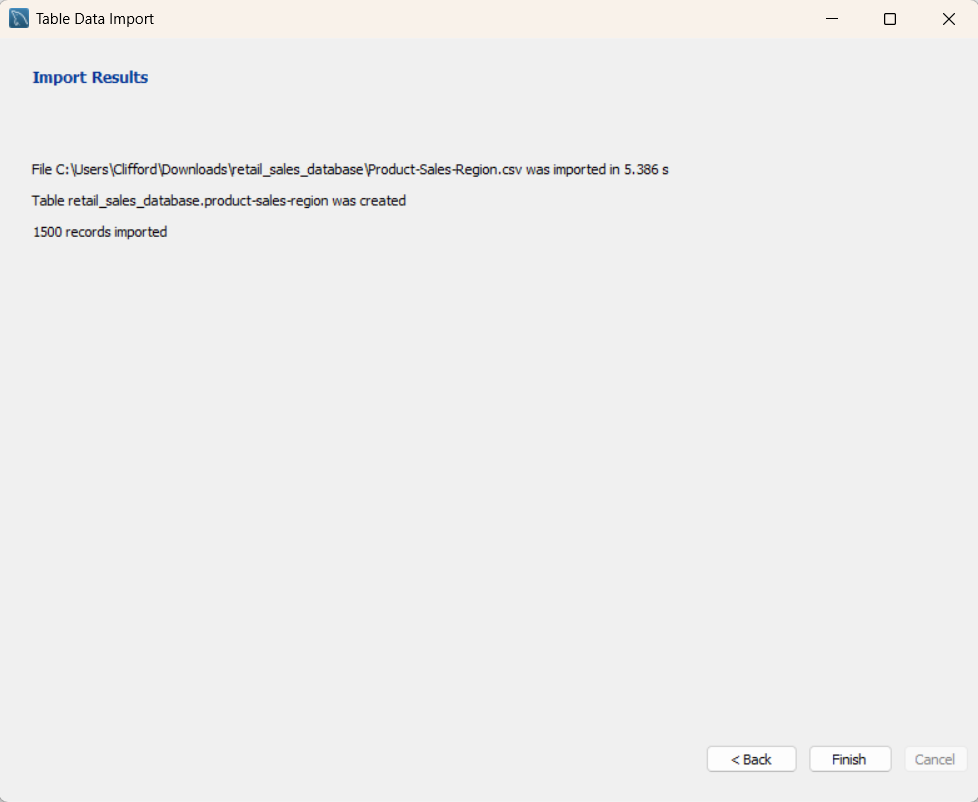 Table Data Import
Import Results
File C:\Users\Clifford\Downloads\retail_sales_database\Product-Sales-Region.csv was imported in 5.386 s
Table retail_sales_database.product-sales-region was created
1500 records imported
< Back Finish Cancel